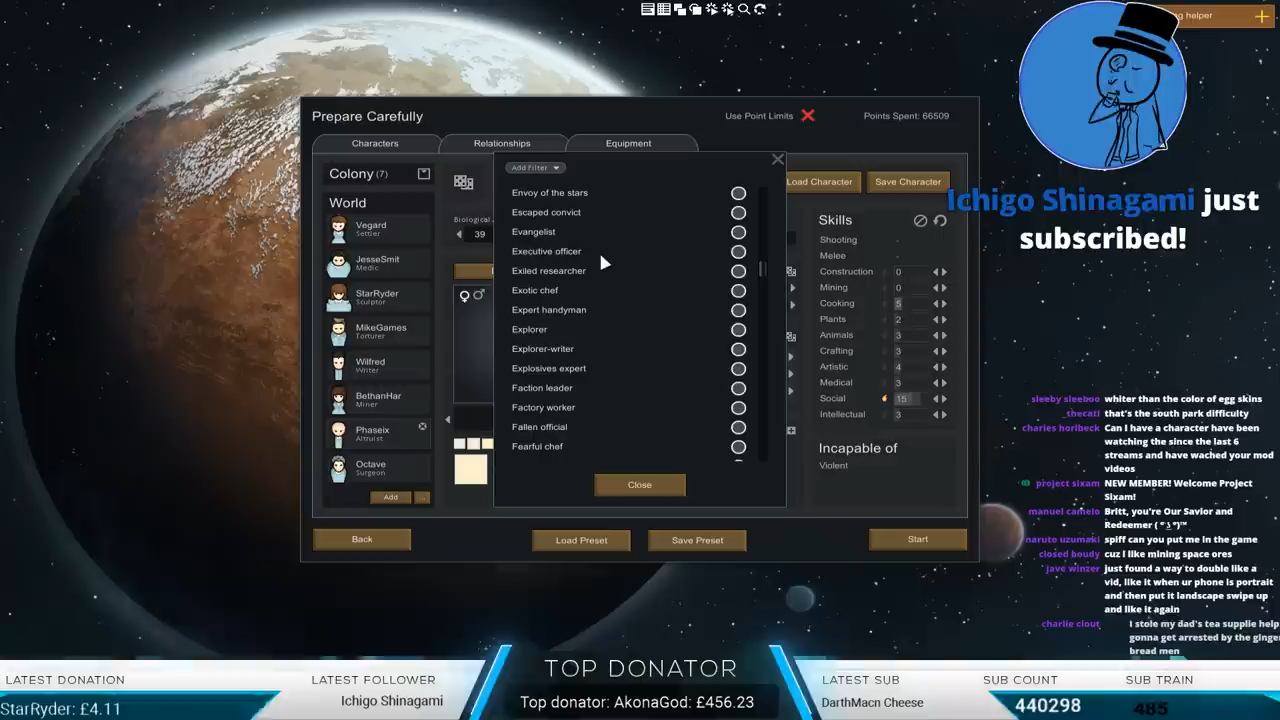 g helper
Prepare Carefully
Use Point Limits
Points Spent: 66509
Characters
Relationships
Equipment
Colony (7)
World
Vegard
Settler
JesseSmit
Medic
StarRyder
Sculptor
MikeGames
Torturer
Wilfred
Writer
BethanHar
Miner
Phaseix
Altruist
Octave
Surgeon
Add
Biological
39
Add Filter
Envoy of the stars
Escaped convict
Evangelist
Executive officer
Exiled researcher
Exotic chef
Expert handyman
Explorer
Explorer-writer
Explosives expert
Faction leader
Factory worker
Fallen official
Fearful chef
Close
Load Character
Save Character
Skills
Shooting -
Melee -
Construction 0
Mining 0
Cooking 5
Plants 2
Animals 3
Crafting 3
Artistic 4
Medical 3
Social 15
Intellectual 3
Incapable of
Violent
Back
Load Preset
Save Preset
Start
Ichigo Shinagami just
subscribed!
sleeby sleeboo whiter than the color of egg skins
_thecatl that's the south park difficulty
charles horlbeck Can I have a character have been
watching the since the last 6
streams and have wached your mod
videos
project sixam NEW MEMBER! Welcome Project
Sixam!
manuel camelo Britt, you're Our Savior and
Redeemer ( ͡° ͜ʖ ͡°)™
naruto uzumaki spiff can you put me in the game
closed boudy cuz I like mining space ores
jave winzer just found a way to double like a
vid, like it when ur phone is portrait
and then put it landscape swipe up
and like it again
charlie clout I stole my dad's tea supplie help
gonna get arrested by the ginge
bread men
LATEST DONATION
StarRyder: £4.11
LATEST FOLLOWER
Ichigo Shinagami
TOP DONATOR
Top donator: AkonaGod: £456.23
LATEST SUB
DarthMacn Cheese
SUB COUNT
440298
SUB TRAIN
485